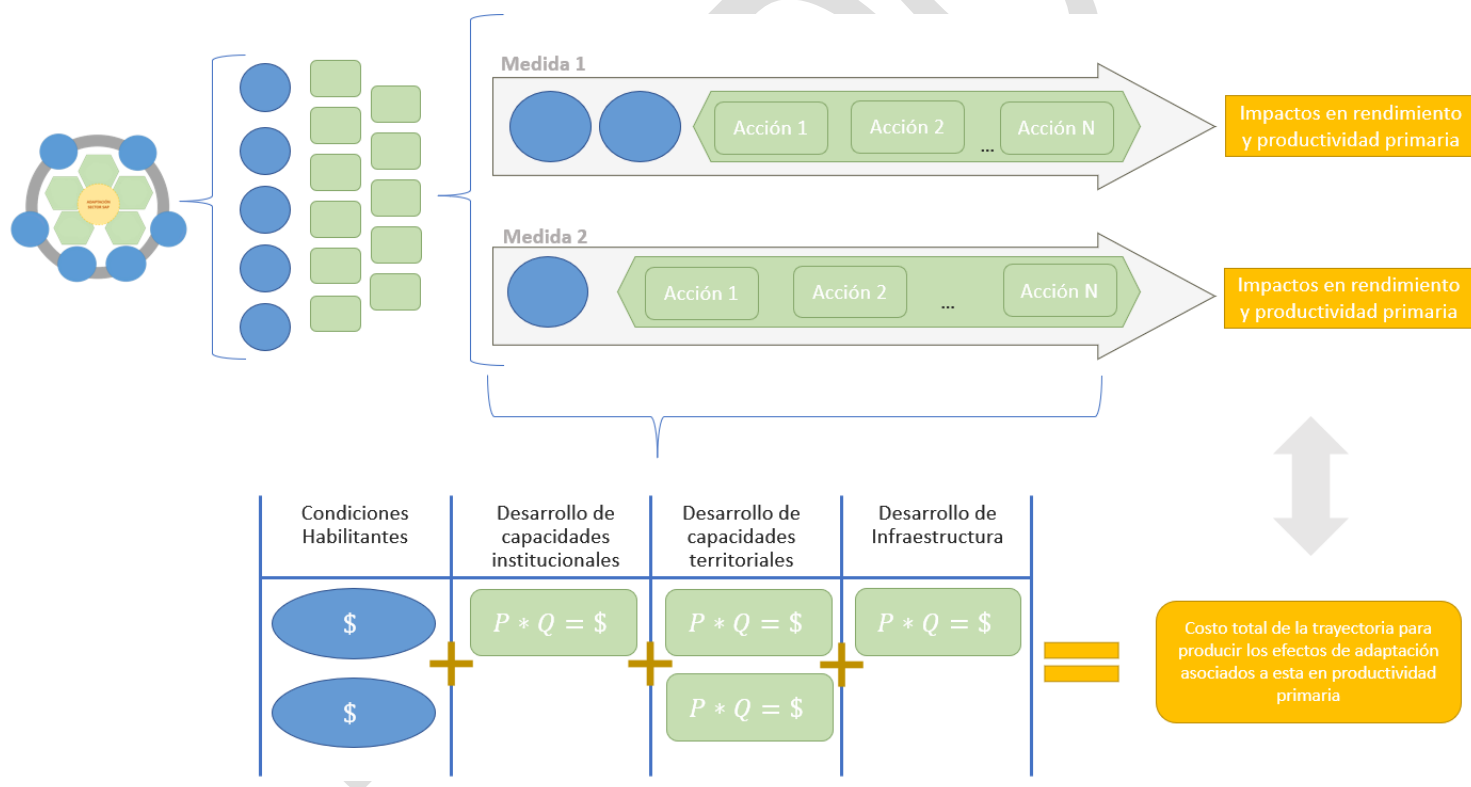 ADAPTACIÓN
Medida 1
Acción 1
Acción 2
...
Acción N
Impactos en rendimiento
y productividad primaria
Medida 2
Acción 1
Acción 2
...
Acción N
Impactos en rendimiento
y productividad primaria
Condiciones
Habilitantes
Desarrollo de
capacidades
institucionales
Desarrollo de
capacidades
territoriales
Desarrollo de
Infraestructura
$
P * Q = $
P * Q = $
P * Q = $
$
P * Q = $
Costo total de la trayectoria para
producir los efectos de adaptación
asociados a esta en productividad
primaria